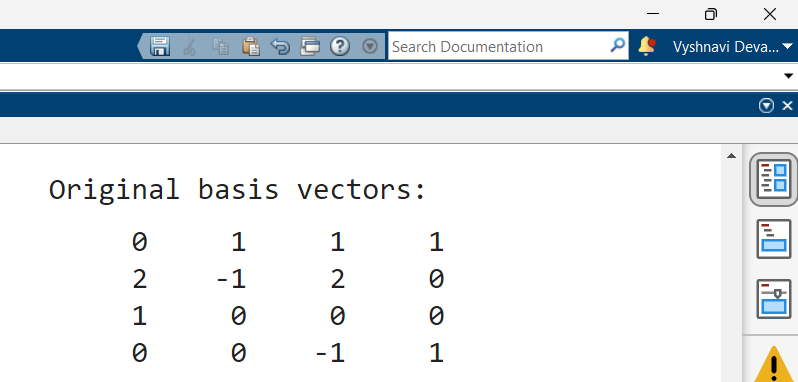 Search Documentation
Vyshnavi Deva...
Original basis vectors:
0 1 1 1
2 -1 2 0
1 0 0 0
0 0 -1 1